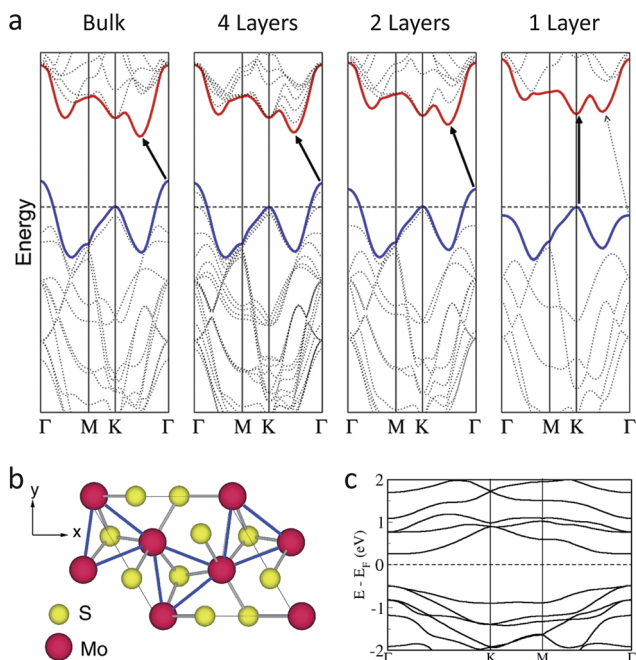 a
Bulk
4 Layers
2 Layers
1 Layer
Energy
Γ M K Γ
Γ M K Γ
Γ M K Γ
Γ M K Γ
b
y
x
S
Mo
c
E - E_F (eV)
2
1
0
-1
-2
Γ K M Γ